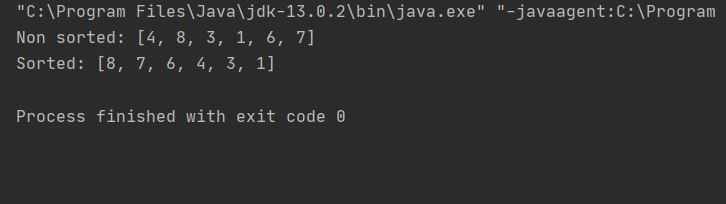 "C:\Program Files\Java\jdk-13.0.2\bin\java.exe" "-javaagent:C:\Program
Non sorted: [4, 8, 3, 1, 6, 7]
Sorted: [8, 7, 6, 4, 3, 1]
Process finished with exit code 0